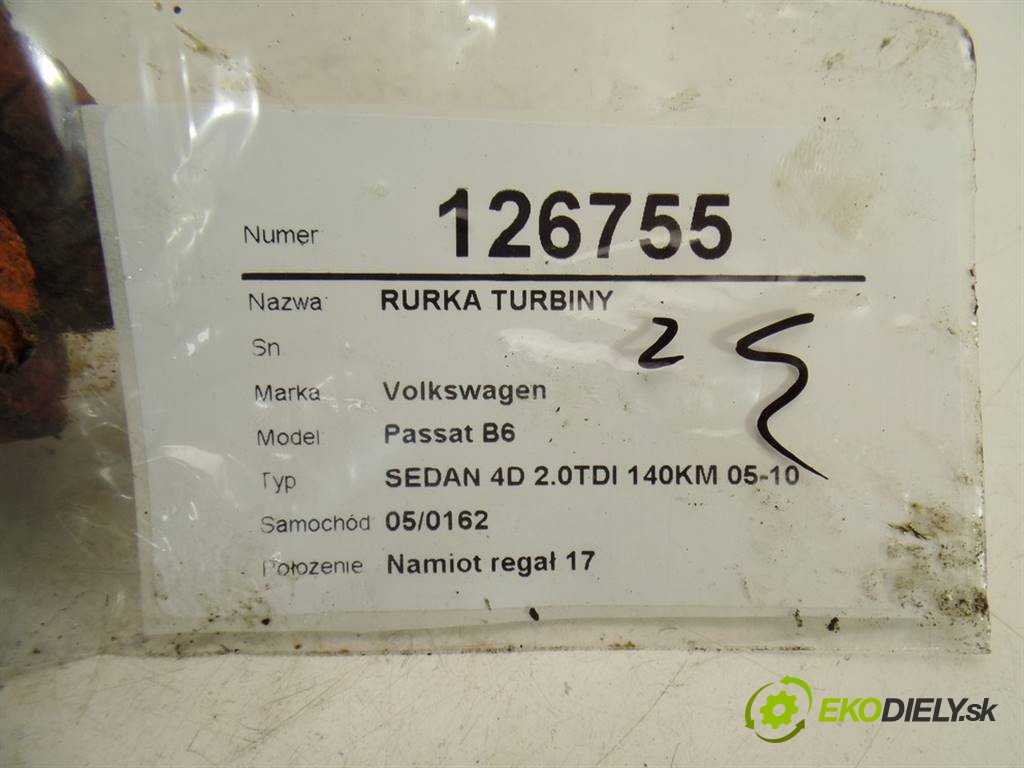 Numer 126755
Nazwa RURKA TURBINY
Sn
2
Marka Volkswagen
Model Passat B6
Typ SEDAN 4D 2.0TDI 140KM 05-10
Samochód 05/0162
Położenie Namiot regał 17
EKODIELY.sk